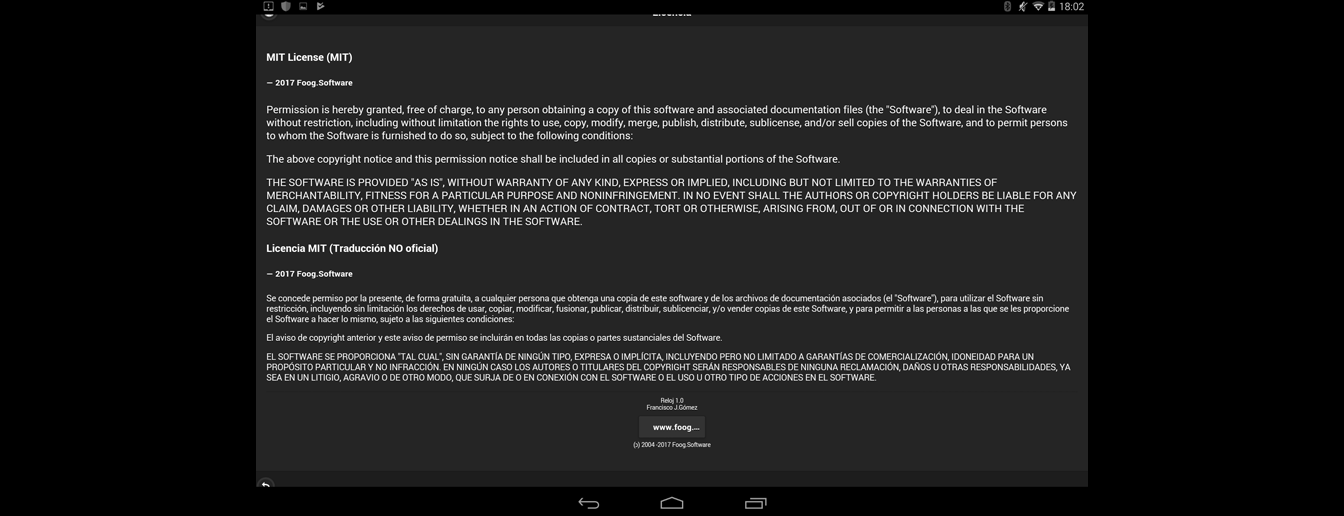 18:02
Licencia
MIT License (MIT)
— 2017 Foog.Software
Permission is hereby granted, free of charge, to any person obtaining a copy of this software and associated documentation files (the "Software"), to deal in the Software
without restriction, including without limitation the rights to use, copy, modify, merge, publish, distribute, sublicense, and/or sell copies of the Software, and to permit persons
to whom the Software is furnished to do so, subject to the following conditions:
The above copyright notice and this permission notice shall be included in all copies or substantial portions of the Software.
THE SOFTWARE IS PROVIDED "AS IS", WITHOUT WARRANTY OF ANY KIND, EXPRESS OR IMPLIED, INCLUDING BUT NOT LIMITED TO THE WARRANTIES OF
MERCHANTABILITY, FITNESS FOR A PARTICULAR PURPOSE AND NONINFRINGEMENT. IN NO EVENT SHALL THE AUTHORS OR COPYRIGHT HOLDERS BE LIABLE FOR ANY
CLAIM, DAMAGES OR OTHER LIABILITY, WHETHER IN AN ACTION OF CONTRACT, TORT OR OTHERWISE, ARISING FROM, OUT OF OR IN CONNECTION WITH THE
SOFTWARE OR THE USE OR OTHER DEALINGS IN THE SOFTWARE.
Licencia MIT (Traducción NO oficial)
— 2017 Foog.Software
Se concede permiso por la presente, de forma gratuita, a cualquier persona que obtenga una copia de este software y de los archivos de documentación asociados (el "Software"), para utilizar el Software sin
restricción, incluyendo sin limitación los derechos de usar, copiar, modificar, fusionar, publicar, distribuir, sublicenciar, y/o vender copias de este Software, y para permitir a las personas a las que se les proporcione
el Software a hacer lo mismo, sujeto a las siguientes condiciones:
El aviso de copyright anterior y este aviso de permiso se incluirán en todas las copias o partes sustanciales del Software.
EL SOFTWARE SE PROPORCIONA "TAL CUAL", SIN GARANTÍA DE NINGÚN TIPO, EXPRESA O IMPLÍCITA, INCLUYENDO PERO NO LIMITADO A GARANTÍAS DE COMERCIALIZACIÓN, IDONEIDAD PARA UN
PROPÓSITO PARTICULAR Y NO INFRACCIÓN. EN NINGÚN CASO LOS AUTORES O TITULARES DEL COPYRIGHT SERÁN RESPONSABLES DE NINGUNA RECLAMACIÓN, DAÑOS U OTRAS RESPONSABILIDADES, YA
SEA EN UN LITIGIO, AGRAVIO O DE OTRO MODO, QUE SURJA DE O EN CONEXIÓN CON EL SOFTWARE O EL USO U OTRO TIPO DE ACCIONES EN EL SOFTWARE.
Reloj 1.0
Francisco J.Gómez
www.foog....
(ɔ) 2004 -2017 Foog.Software